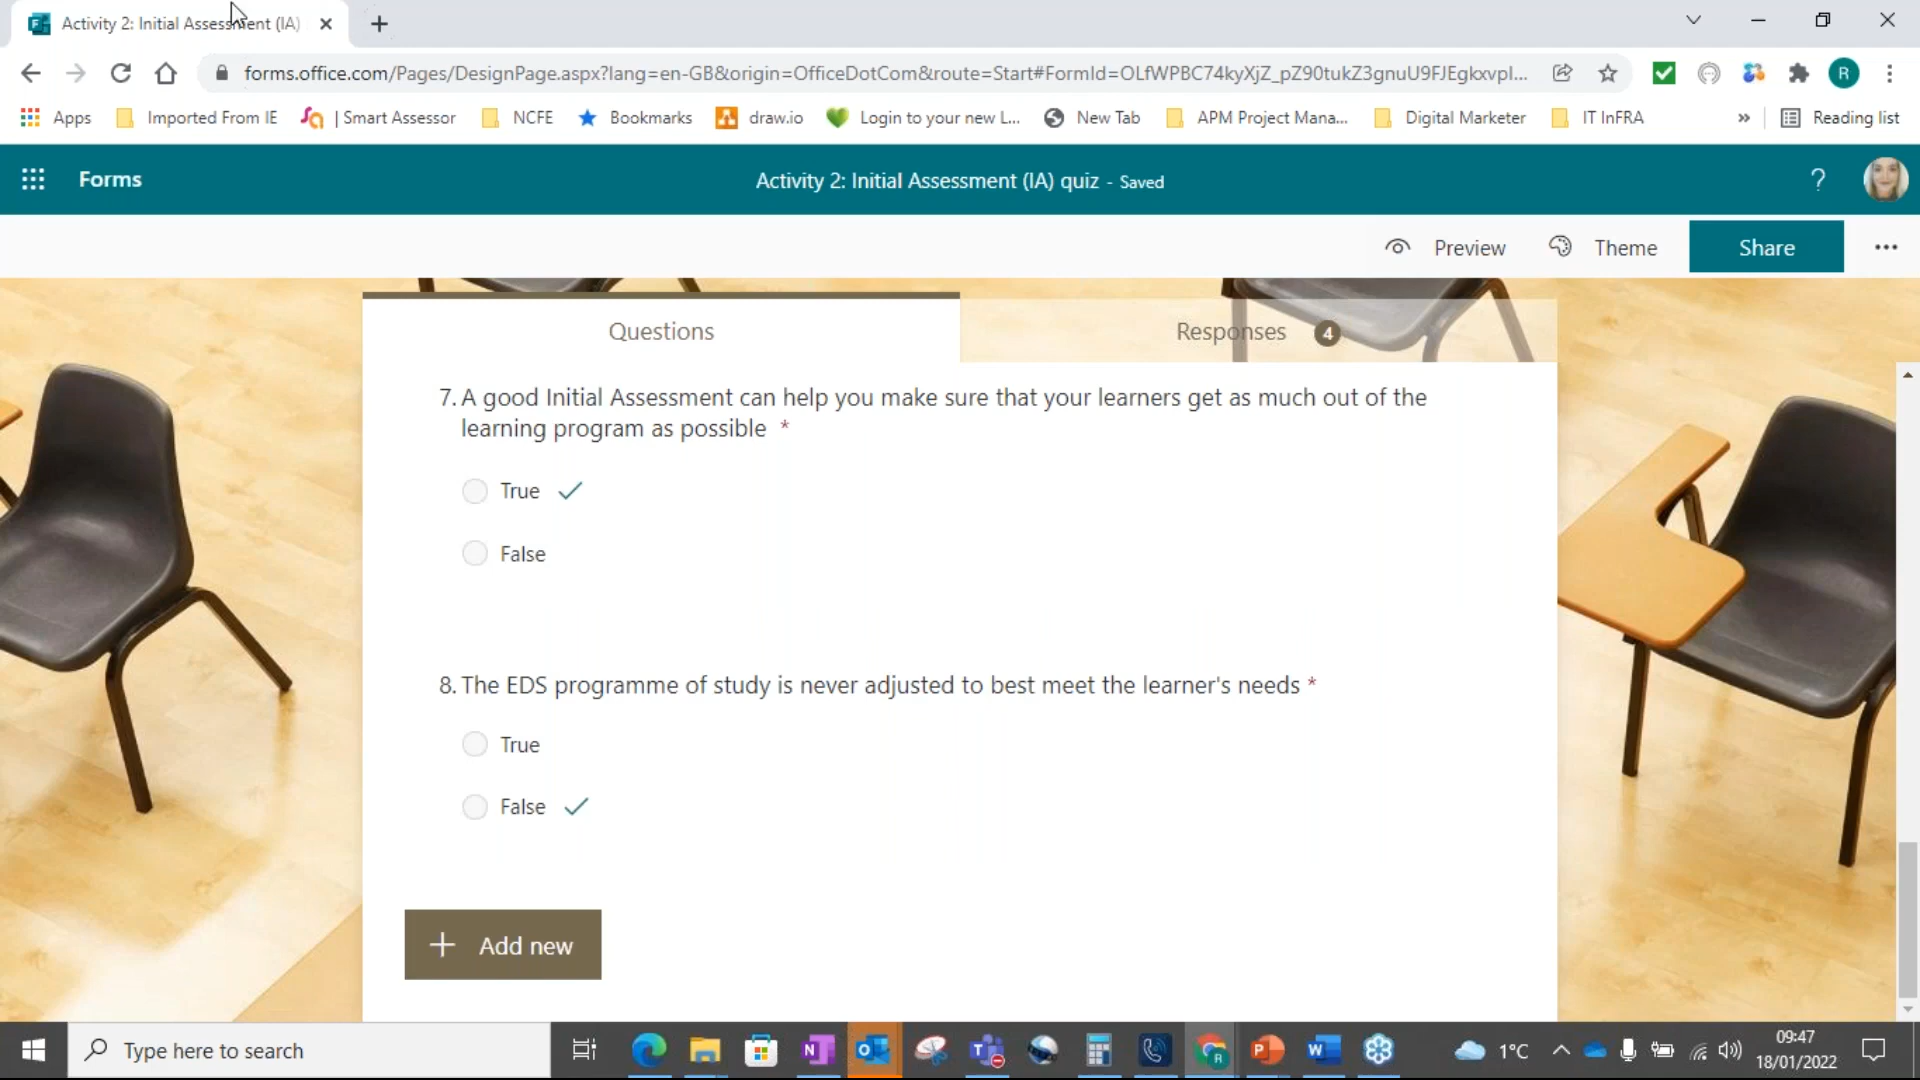 Activity 2: Initial Assessment (IA)
forms.office.com/Pages/DesignPage.aspx?lang=en-GB&origin=OfficeDotCom&route=Start#FormId=OLfWPBC74kyXjZ_pZ90tukZ3gnuU9FJEgkxvpI...
R
Apps
Imported From IE
| Smart Assessor
NCFE
Bookmarks
draw.io
Login to your new L...
New Tab
APM Project Mana...
Digital Marketer
IT InFRA
»
Reading list
Forms
Activity 2: Initial Assessment (IA) quiz - Saved
?
Preview
Theme
Share
Questions
Responses 4
7. A good Initial Assessment can help you make sure that your learners get as much out of the
learning program as possible *
True
False
8. The EDS programme of study is never adjusted to best meet the learner's needs *
True
False
+ Add new
Type here to search
1°C
09:47
18/01/2022